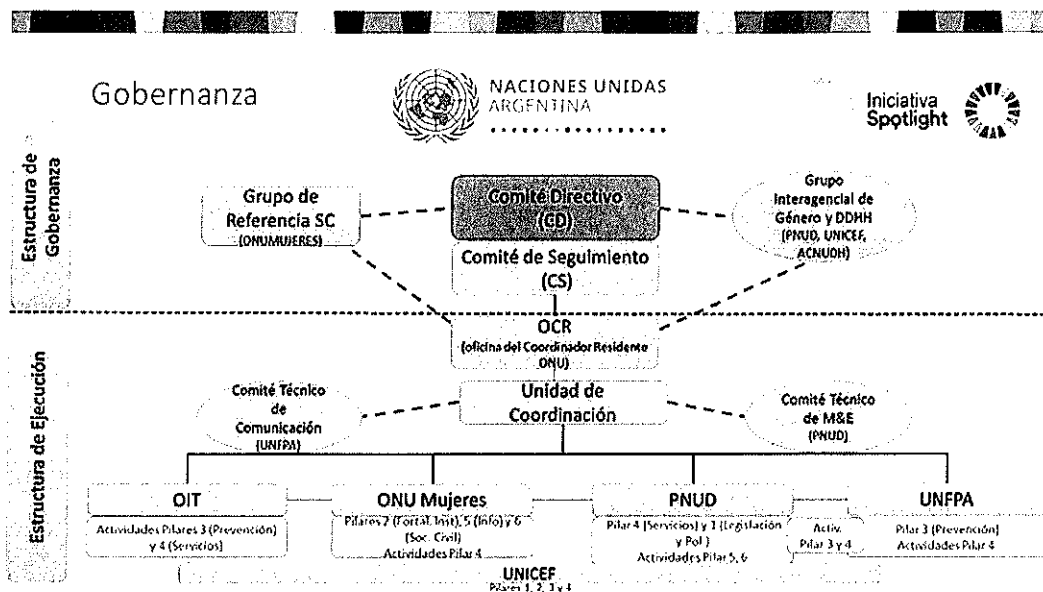 Gobernanza
NACIONES UNIDAS
ARGENTINA
Iniciativa
Spotlight
Estructura de
Gobernanza
Grupo de
Referencia SC
(ONUMUJERES)
Comité Directivo
(CD)
Comité de Seguimiento
(CS)
Grupo
Interagencial de
Género y DDHH
(PNUD, UNICEF,
ACNUDH)
OCR
(oficina del Coordinador Residente
ONU)
Estructura de Ejecución
Comité Técnico
de
Comunicación
(UNFPA)
Unidad de
Coordinación
Comité Técnico
de M&E
(PNUD)
OIT
Actividades Pilares 3 (Prevención)
y 4 (Servicios)
ONU Mujeres
Pilares 2 (Fortal. Inst), 5 (Info) y 6
(Soc. Civil)
Actividades Pilar 4
PNUD
Pilar 4 (Servicios) y 1 (Legislación
y Pol.)
Actividades Pilar 5, 6
Activ.
Pilar 3 y 4
UNFPA
Pilar 3 (Prevención)
Actividades Pilar 4
UNICEF
Pilares 1, 2, 3 y 4